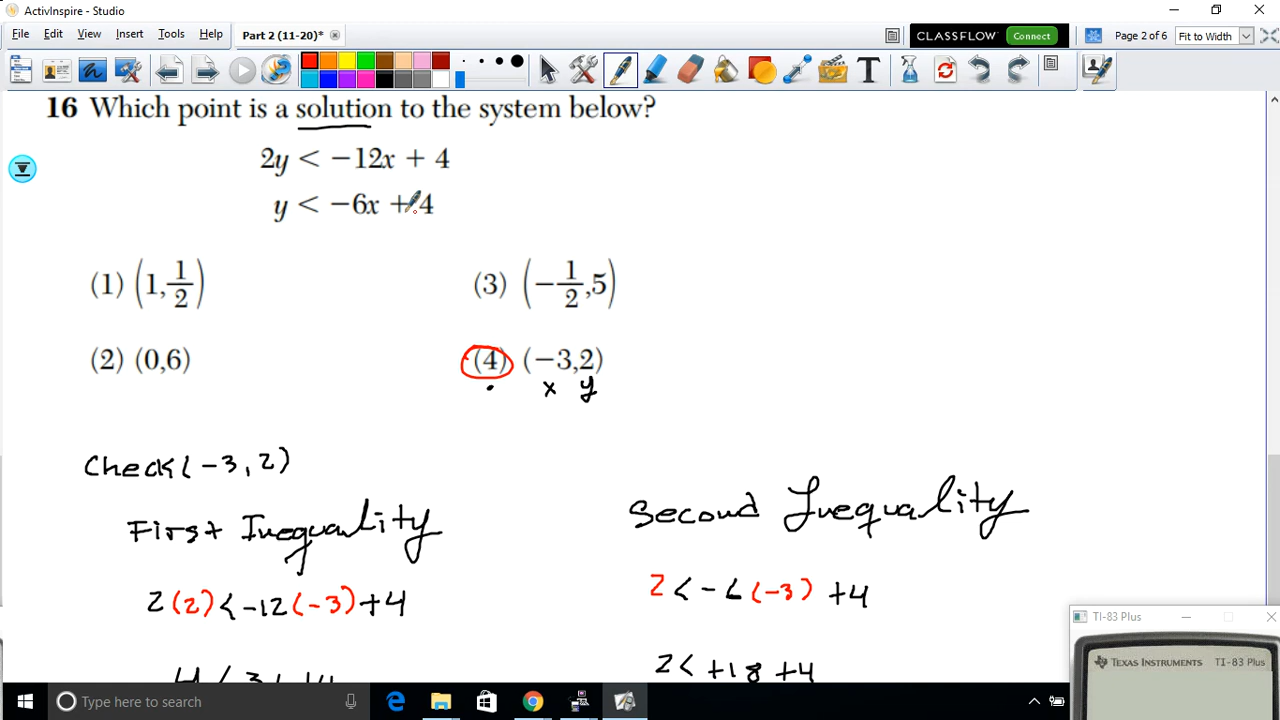 ActivInspire - Studio
File Edit View Insert Tools Help Part 2 (11-20)* CLASSFLOW Connect Page 2 of 6 Fit to Width
16 Which point is a solution to the system below?
2y < −12x + 4
y < −6x + 4
(1) (1, 1/2) (3) (−1/2, 5)
(2) (0,6) (4) (−3,2)
x y
Check (-3, 2)
First Inequality Second Inequality
2 (2) < -12 (-3) + 4 2 < -6 (-3) + 4
2 < +18 + 4
TI-83 Plus
TEXAS INSTRUMENTS TI-83 Plus
Type here to search